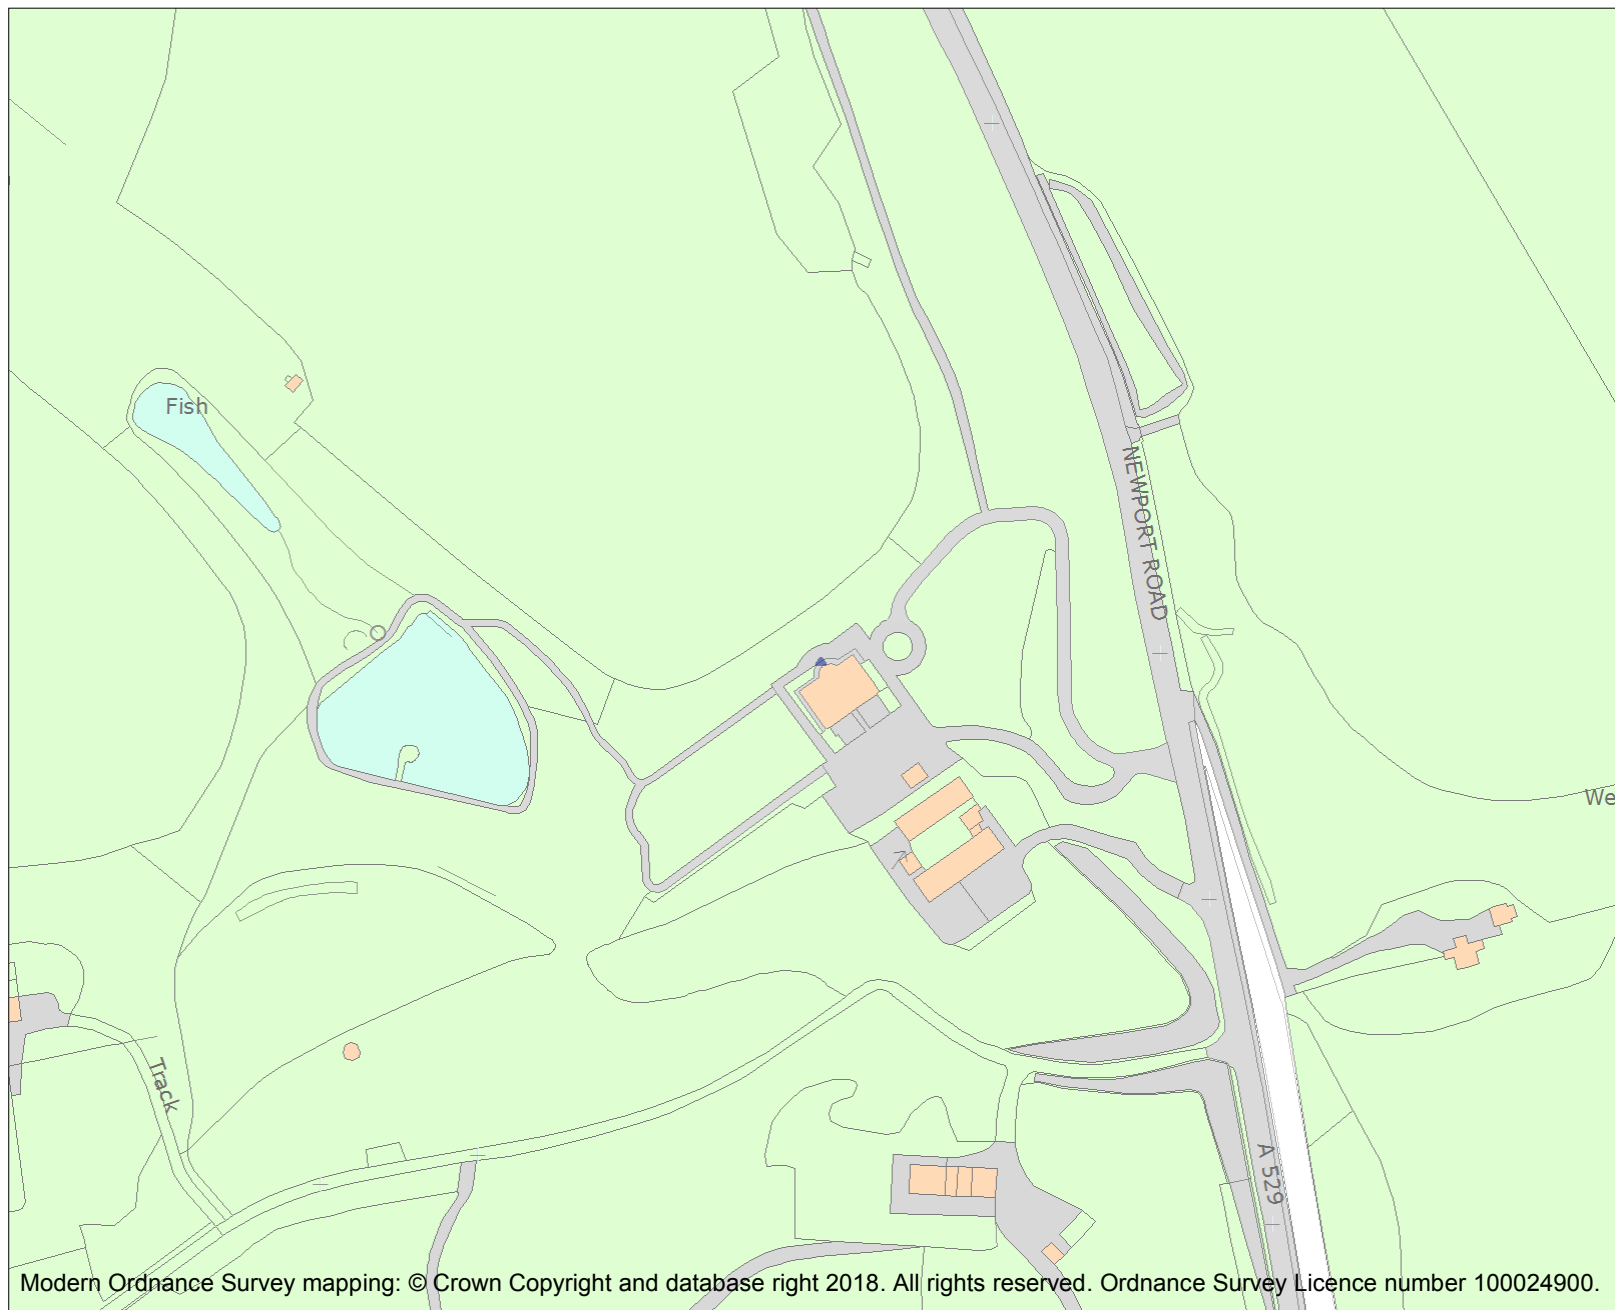 Fish
NEWPORT ROAD
We
Track
A 529
Modern Ordnance Survey mapping: © Crown Copyright and database right 2018. All rights reserved. Ordnance Survey Licence number 100024900.